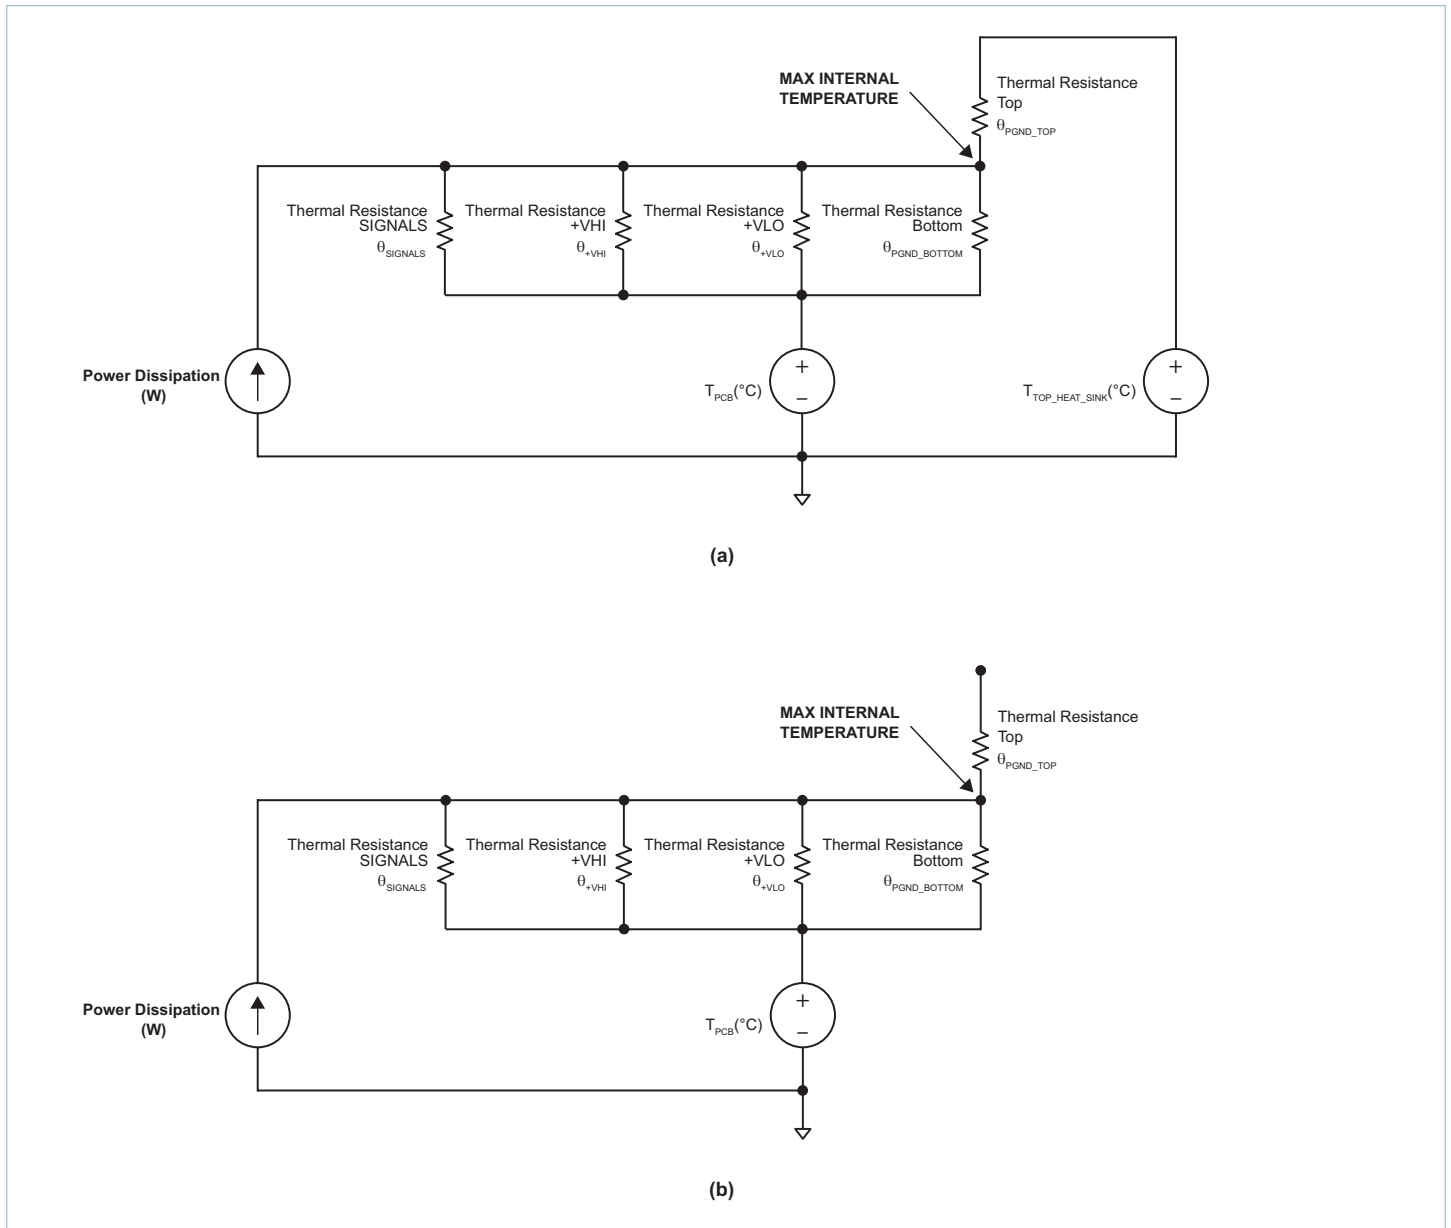 MAX INTERNAL
TEMPERATURE
Thermal Resistance
Top
θPGND_TOP
Thermal Resistance
SIGNALS
θSIGNALS
Thermal Resistance
+VHI
θ+VHI
Thermal Resistance
+VLO
θ+VLO
Thermal Resistance
Bottom
θPGND_BOTTOM
Power Dissipation
(W)
+
TPCB(°C)
–
+
TTOP_HEAT_SINK(°C)
–
(a)
MAX INTERNAL
TEMPERATURE
Thermal Resistance
Top
θPGND_TOP
Thermal Resistance
SIGNALS
θSIGNALS
Thermal Resistance
+VHI
θ+VHI
Thermal Resistance
+VLO
θ+VLO
Thermal Resistance
Bottom
θPGND_BOTTOM
Power Dissipation
(W)
+
TPCB(°C)
–
(b)